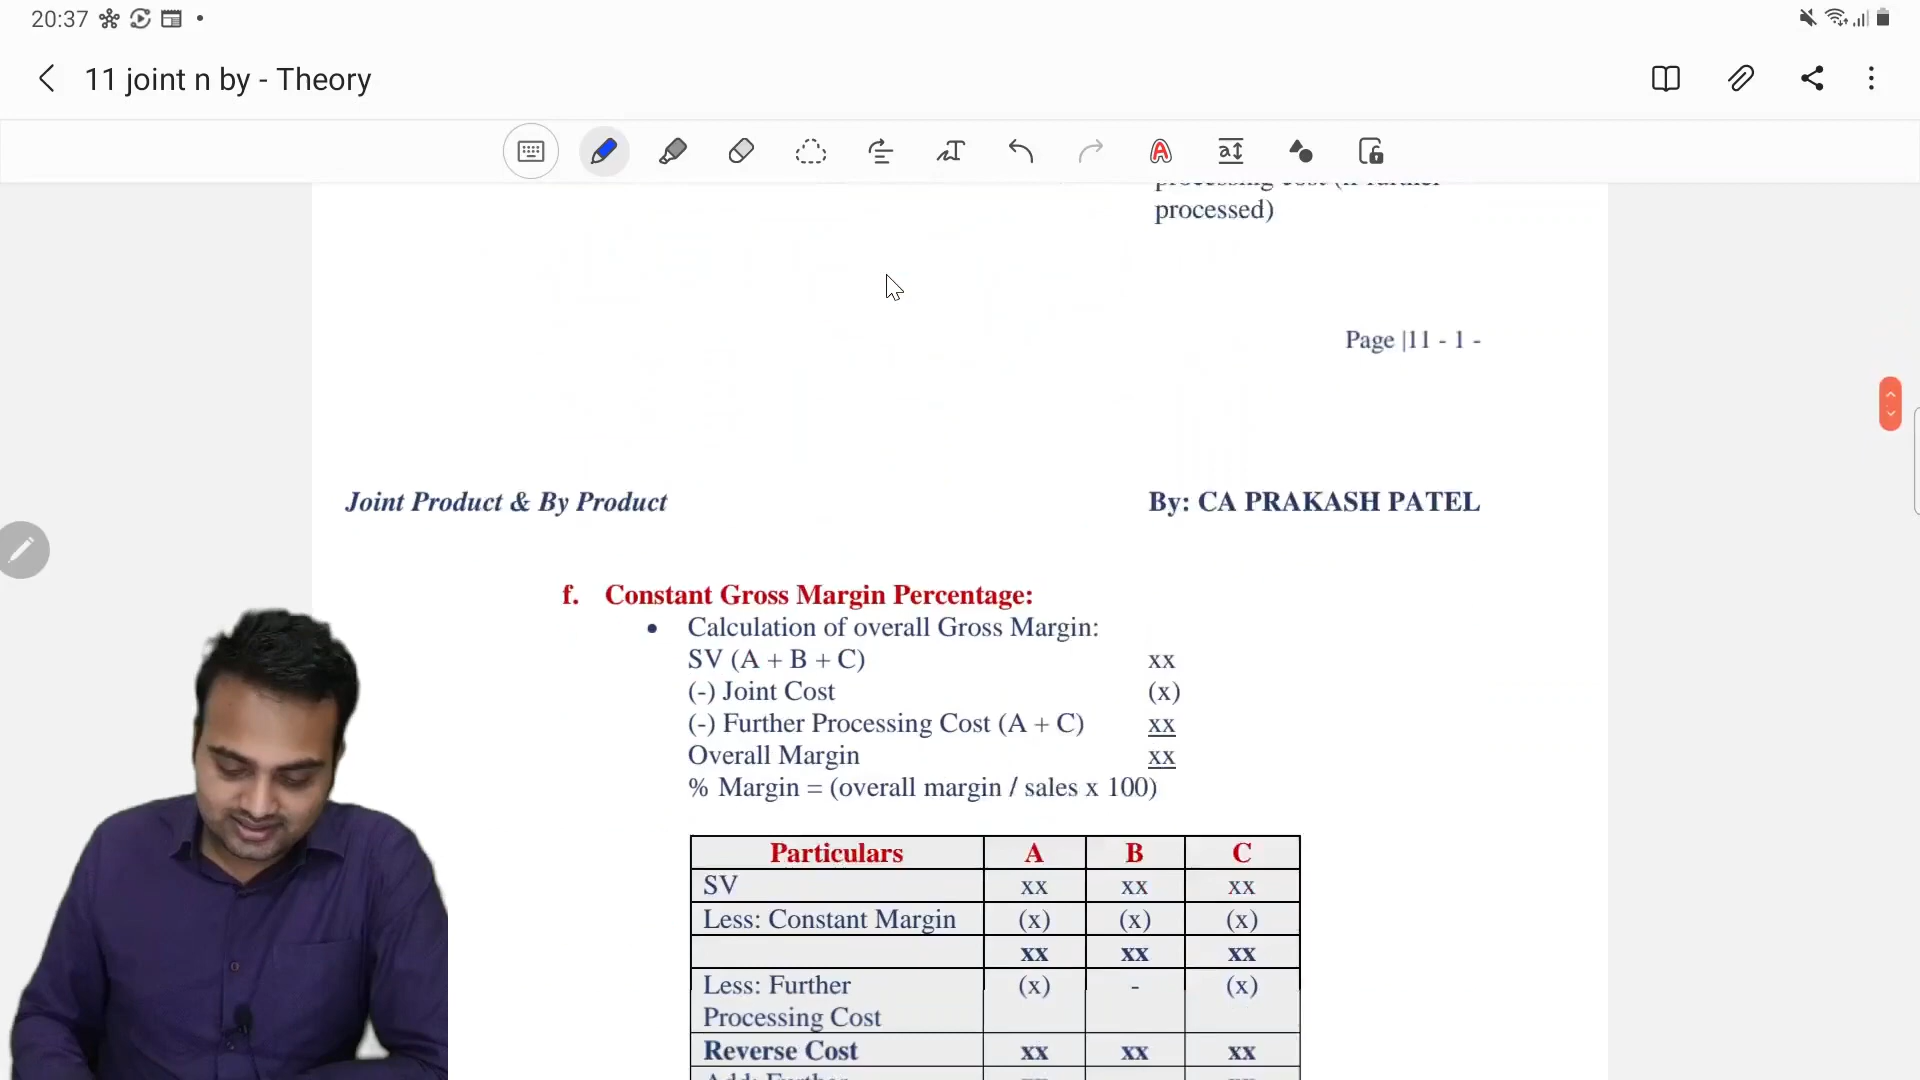 20:37
11 joint n by - Theory
processed)
Page |11 - 1 -
Joint Product & By Product By: CA PRAKASH PATEL
f. Constant Gross Margin Percentage:
• Calculation of overall Gross Margin:
SV (A + B + C) xx
(-) Joint Cost (x)
(-) Further Processing Cost (A + C) xx
Overall Margin xx
% Margin = (overall margin / sales x 100)
Particulars A B C
SV xx xx xx
Less: Constant Margin (x) (x) (x)
xx xx xx
Less: Further (x) - (x)
Processing Cost
Reverse Cost xx xx xx